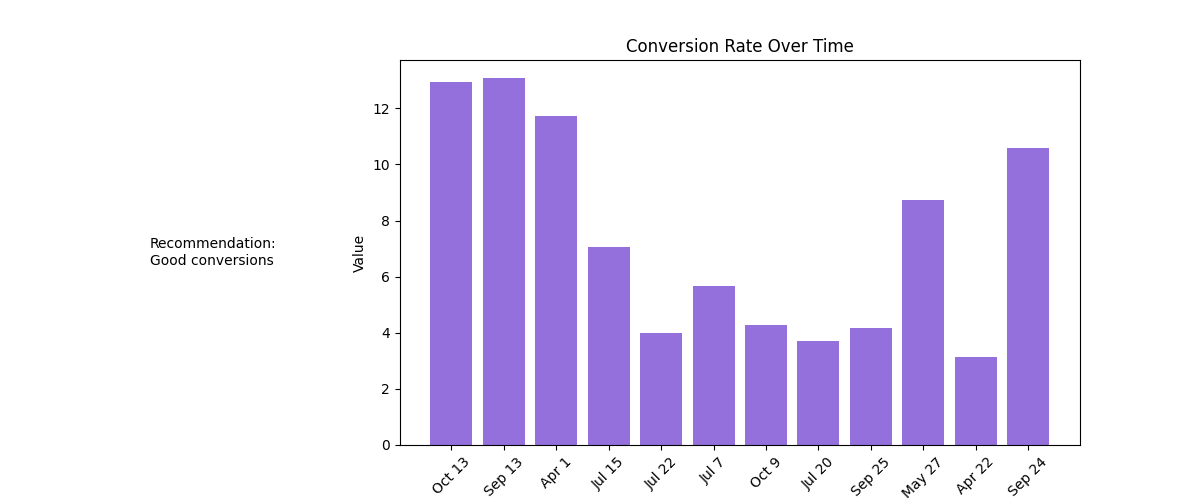 Conversion Rate Over Time
Recommendation:
Good conversions
Value
12
10
8
6
4
2
0
Oct 13
Sep 13
Apr 1
Jul 15
Jul 22
Jul 7
Oct 9
Jul 20
Sep 25
May 27
Apr 22
Sep 24